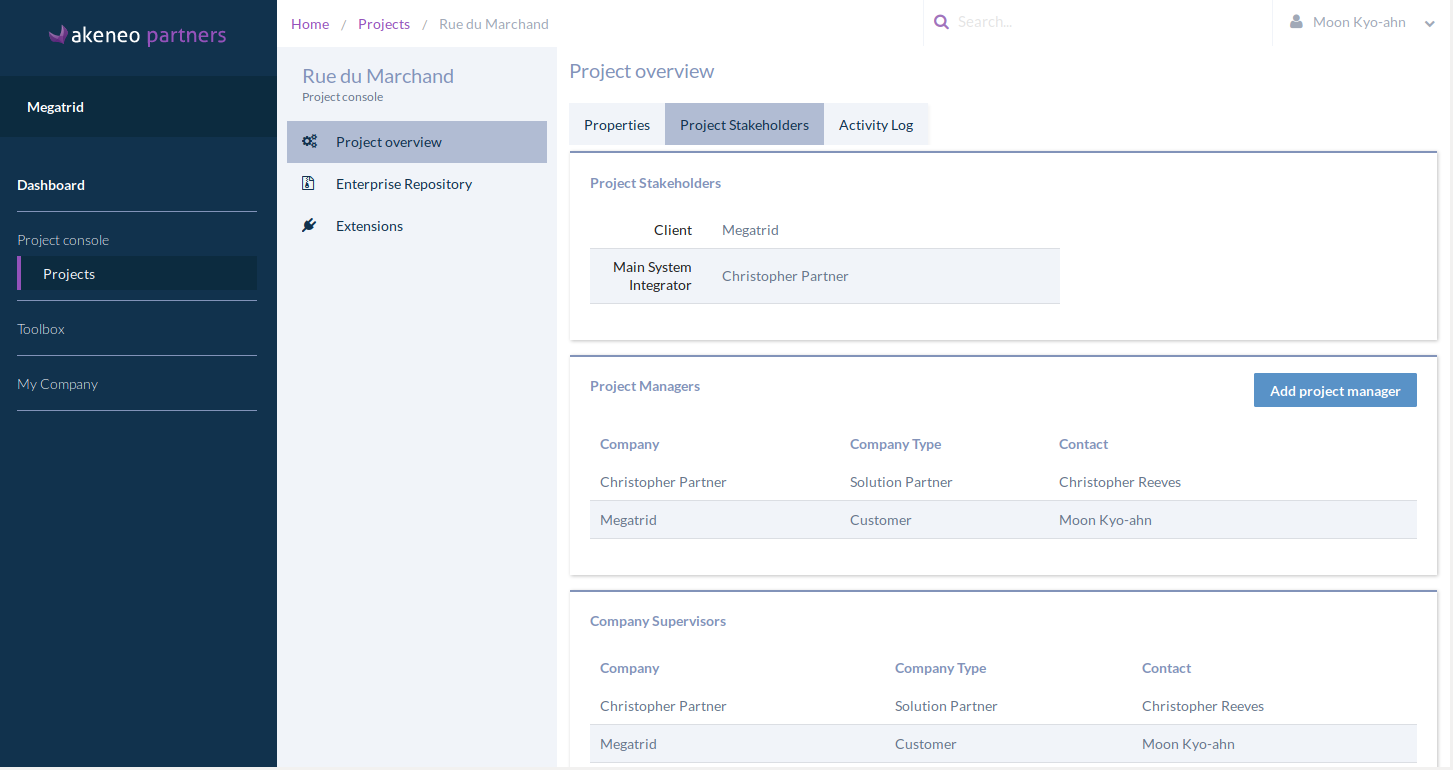 akeneo partners
Megatrid
Dashboard
Project console
Projects
Toolbox
My Company
Home / Projects / Rue du Marchand
Search...
Moon Kyo-ahn
Rue du Marchand
Project console
Project overview
Enterprise Repository
Extensions
Project overview
Properties Project Stakeholders Activity Log
Project Stakeholders
Client Megatrid
Main System
Integrator Christopher Partner
Project Managers
Add project manager
Company Company Type Contact
Christopher Partner Solution Partner Christopher Reeves
Megatrid Customer Moon Kyo-ahn
Company Supervisors
Company Company Type Contact
Christopher Partner Solution Partner Christopher Reeves
Megatrid Customer Moon Kyo-ahn